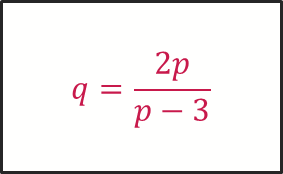 q = 2p / (p − 3)